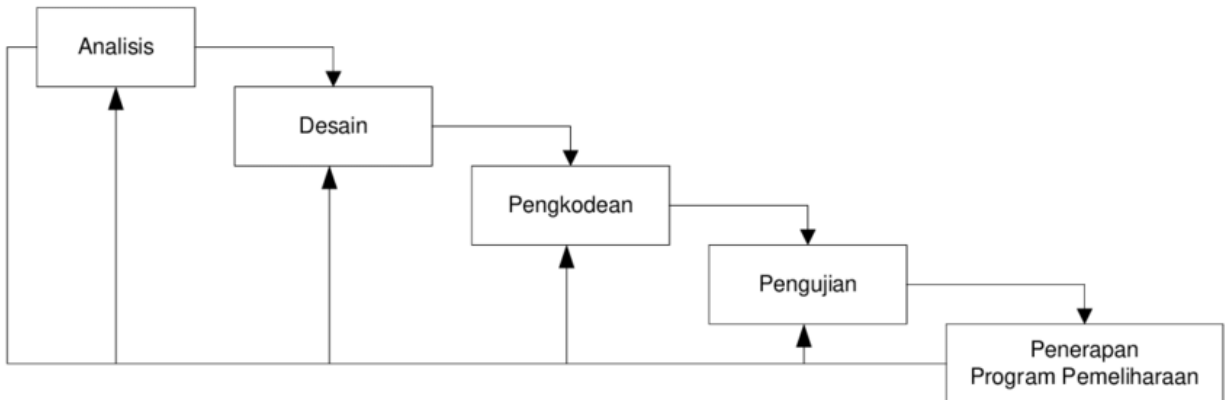 Analisis
Desain
Pengkodean
Pengujian
Penerapan
Program Pemeliharaan